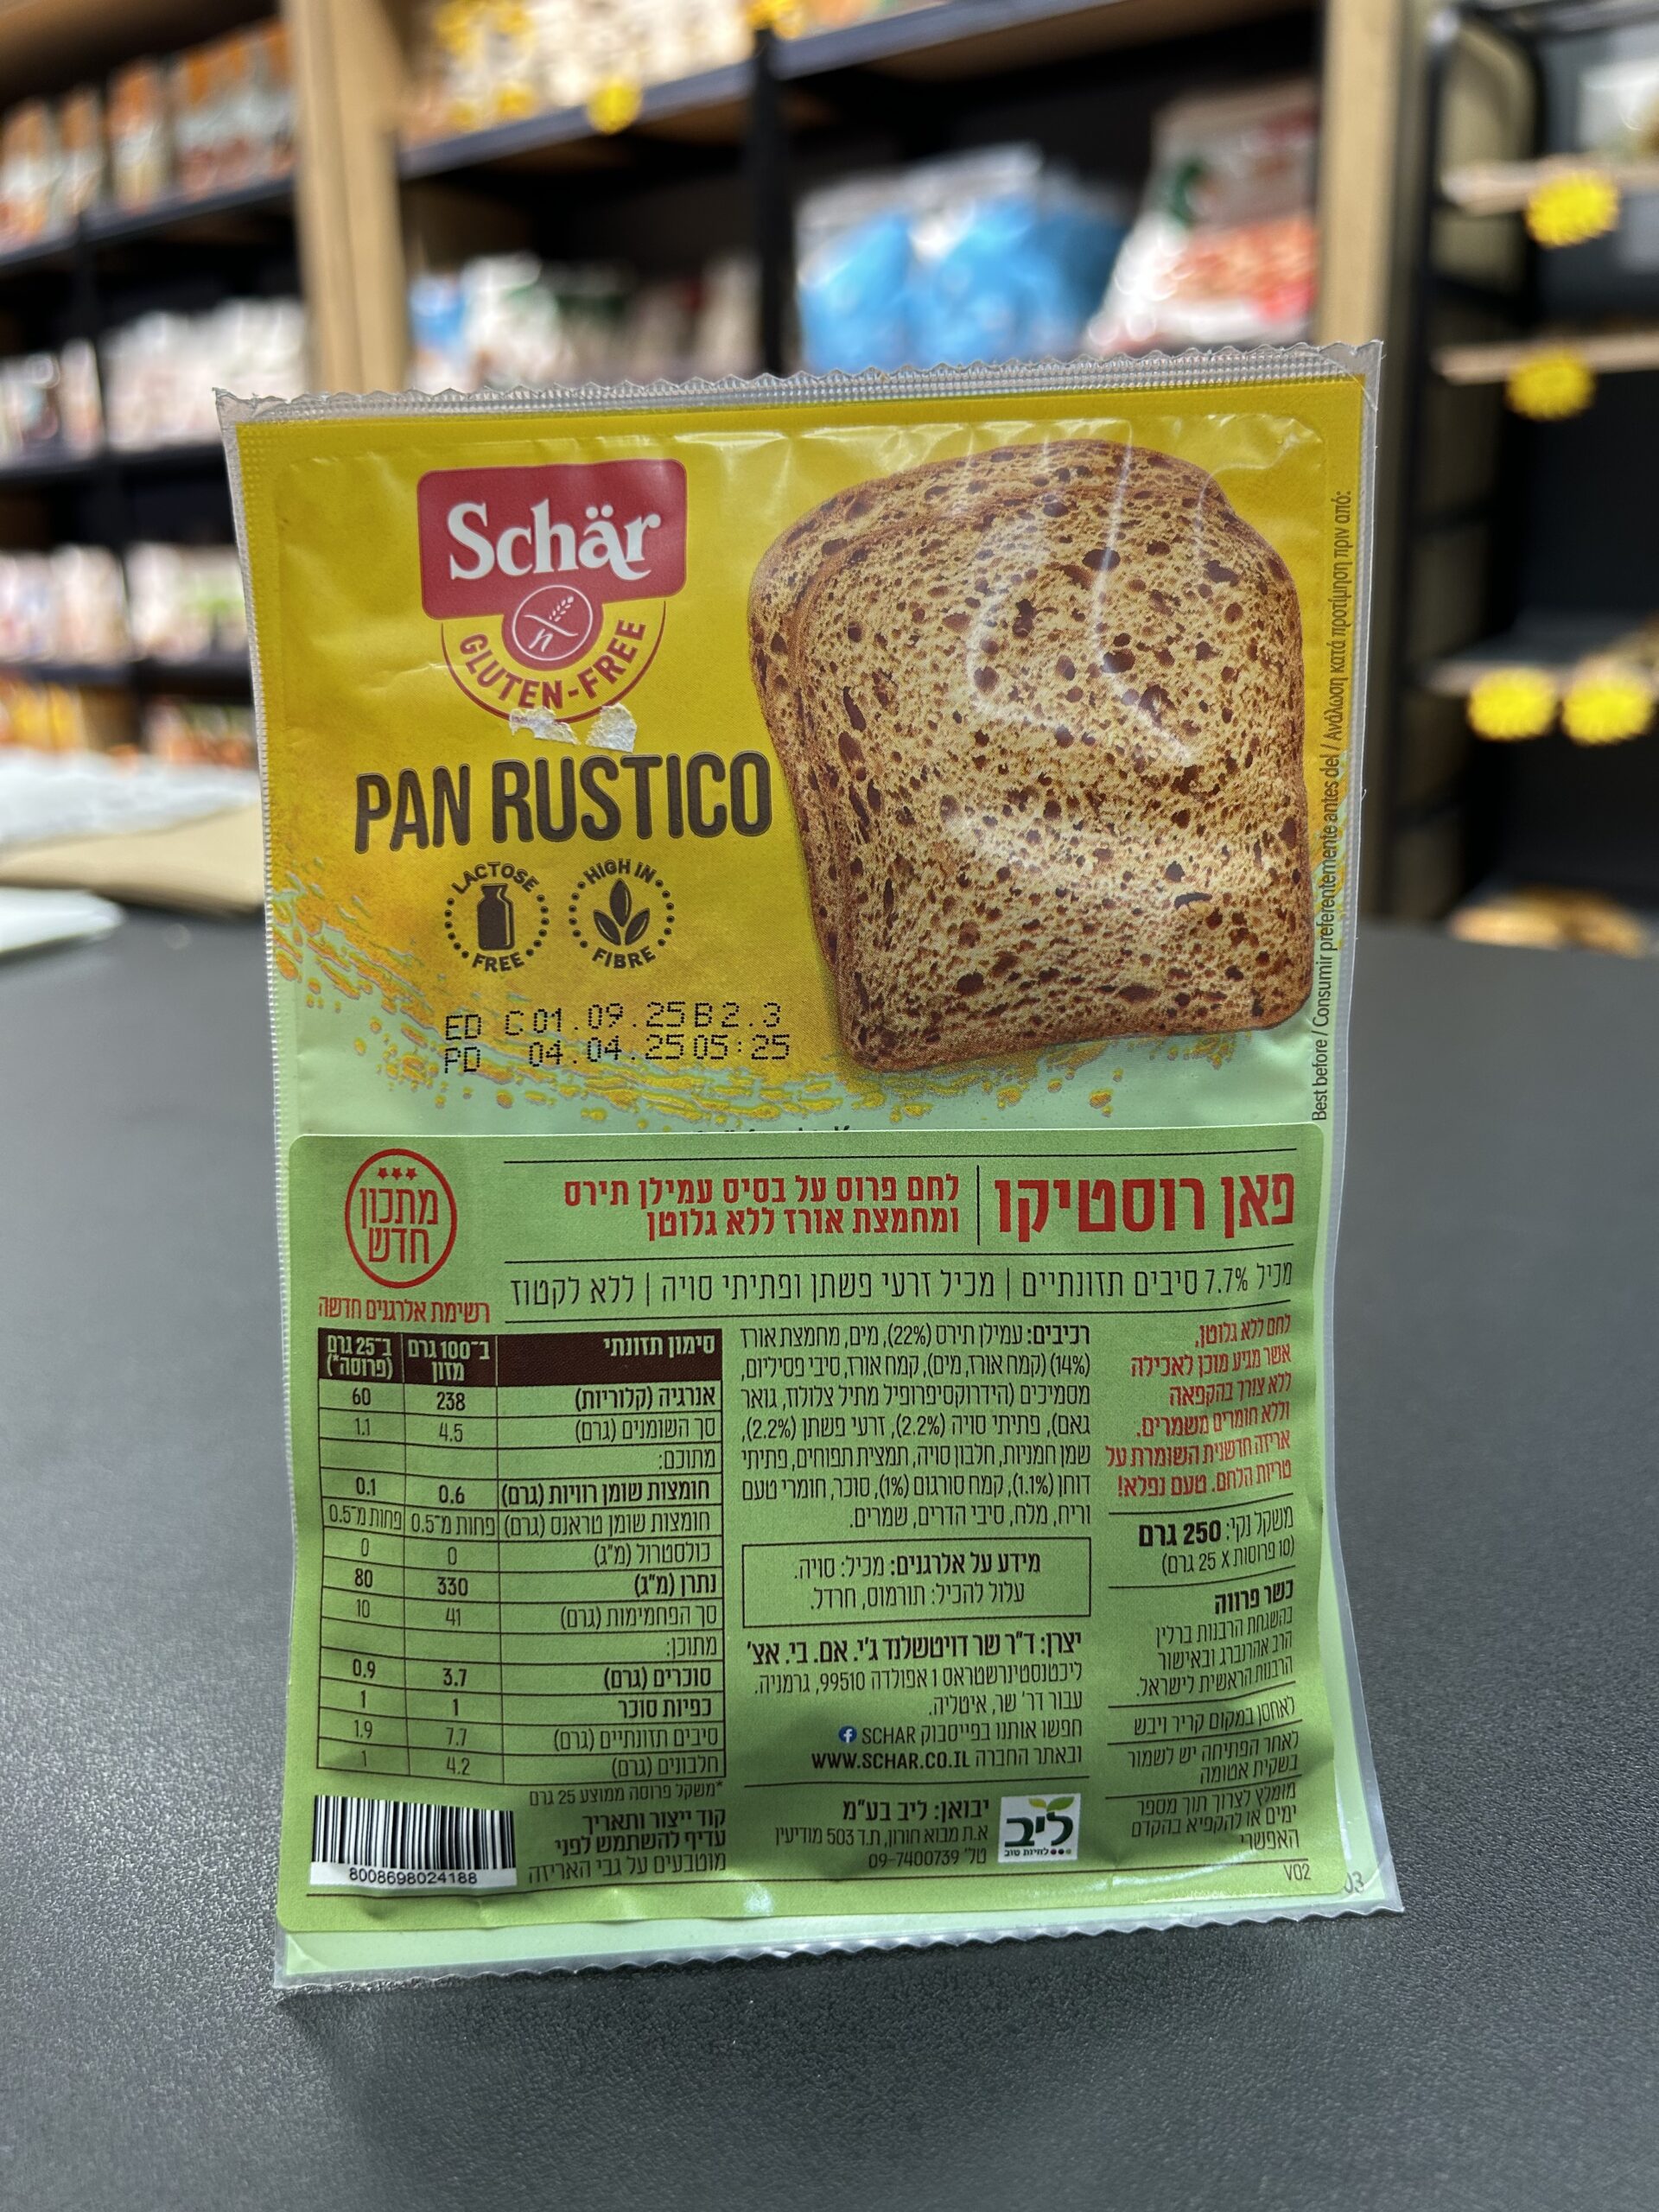 Schär
GLUTEN-FREE
PAN RUSTICO
LACTOSE FREE
HIGH IN FIBRE
ED C 01.09.25 B2.3
PD 04.04.25 05:25
Best before / Consumir preferentemente antes del / Ανάλωση κατά προτίμηση πριν από:
פאן רוסטיקו
לחם פרוס על בסיס עמילן תירס
ומחמצת אורז ללא גלוטן
מתכון
חדש
מכיל 7.7% סיבים תזונתיים | מכיל זרעי פשתן ופתיתי סויה | ללא לקטוז
רשימת אלרגנים חדשה
לחם ללא גלוטן,
אשר מגיע מוכן לאכילה
ללא צורך בהקפאה
וללא חומרים משמרים.
אריזה חדשנית השומרת על
טריות הלחם. טעם נפלא!
משקל נקי: 250 גרם
(10 פרוסות X 25 גרם)
כשר פרווה
בהשגחת הרבנות ברלין
הרב אהרנברג ובאישור
הרבנות הראשית לישראל.
לאחסן במקום קריר ויבש
לאחר הפתיחה יש לשמור
בשקית אטומה
מומלץ לצרוך תוך מספר
ימים או להקפיא בהקדם
האפשרי
V02
03
רכיבים: עמילן תירס (22%), מים, מחמצת אורז
(14%) (קמח אורז, מים), קמח אורז, סיבי פסיליום,
מסמיכים (הידרוקסיפרופיל מתיל צלולוז, גואר
גאם), פתיתי סויה (2.2%), זרעי פשתן (2.2%),
שמן חמניות, חלבון סויה, תמצית תפוחים, פתיתי
דוחן (1.1%), קמח סורגום (1%), סוכר, חומרי טעם
וריח, מלח, סיבי הדרים, שמרים.
מידע על אלרגנים: מכיל: סויה.
עלול להכיל: תורמוס, חרדל.
יצרן: ד"ר שר דויטשלנד ג'י. אם. בי. אצ'
ליכטנסטינרשטראס 1 אפולדה 99510, גרמניה.
עבור דר' שר, איטליה.
חפשו אותנו בפייסבוק SCHAR
ובאתר החברה WWW.SCHAR.CO.IL
ליב
לחיות טוב
יבואן: ליב בע"מ
א.ת מבוא חורון, ת.ד 503 מודיעין
טל' 09-7400739
סימון תזונתי ב־100 גרם מזון ב־25 גרם (פרוסה*)
אנרגיה (קלוריות) 238 60
סך השומנים (גרם) 4.5 1.1
מתוכם:
חומצות שומן רוויות (גרם) 0.6 0.1
חומצות שומן טראנס (גרם) פחות מ־0.5 פחות מ־0.5
כולסטרול (מ"ג) 0 0
נתרן (מ"ג) 330 80
סך הפחמימות (גרם) 41 10
מתוכן:
סוכרים (גרם) 3.7 0.9
כפיות סוכר 1 1
סיבים תזונתיים (גרם) 7.7 1.9
חלבונים (גרם) 4.2 1
*משקל פרוסה ממוצע 25 גרם
קוד ייצור ותאריך
עדיף להשתמש לפני
מוטבעים על גבי האריזה
8008698024188